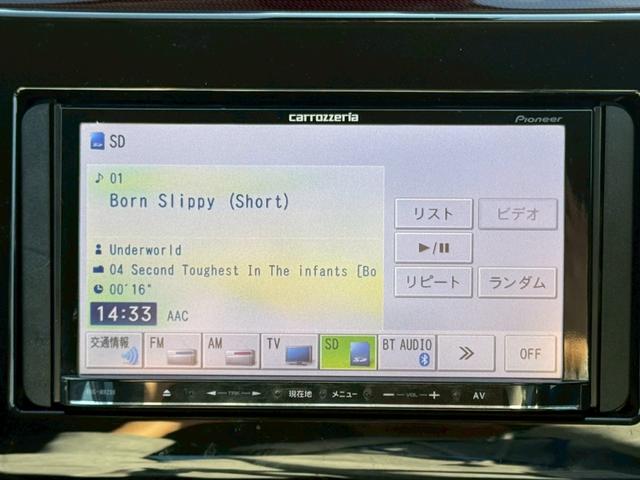 carrozzeria Pioneer
SD
01
Born Slippy (Short)
リスト ビデオ
▶/❚❚
Underworld
04 Second Toughest In The infants [Bo
リピート ランダム
00'16"
14:33 AAC
交通情報 FM AM TV SD BT AUDIO >> OFF
TRK 現在地 メニュー − VOL + AV